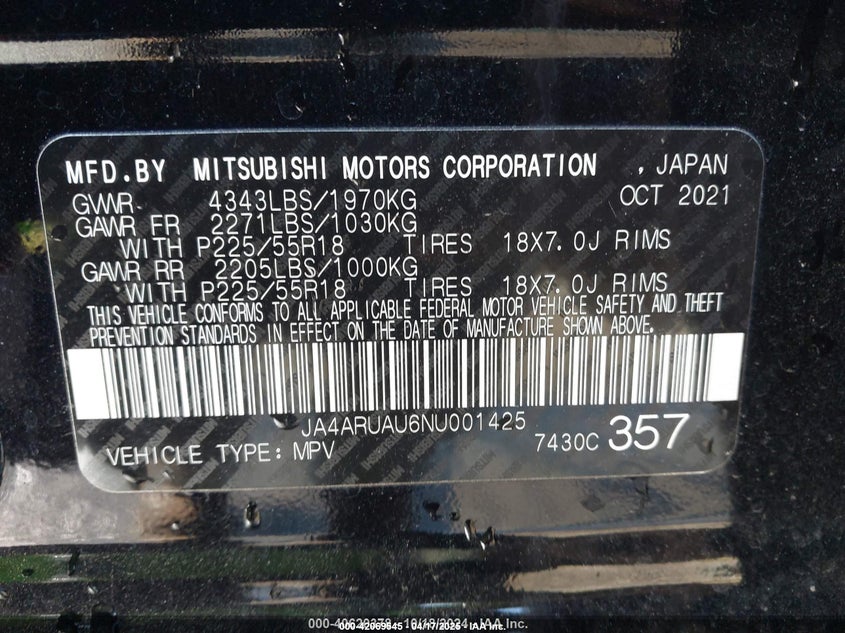 MFD.BY MITSUBISHI MOTORS CORPORATION , JAPAN
GVWR 4343LBS/1970KG OCT 2021
GAWR FR 2271LBS/1030KG
WITH P225/55R18 TIRES 18X7.0J RIMS
GAWR RR 2205LBS/1000KG
WITH P225/55R18 TIRES 18X7.0J RIMS
THIS VEHICLE CONFORMS TO ALL APPLICABLE FEDERAL MOTOR VEHICLE SAFETY AND THEFT
PREVENTION STANDARDS IN EFFECT ON THE DATE OF MANUFACTURE SHOWN ABOVE.
JA4ARUAU6NU001425
VEHICLE TYPE: MPV 7430C 357